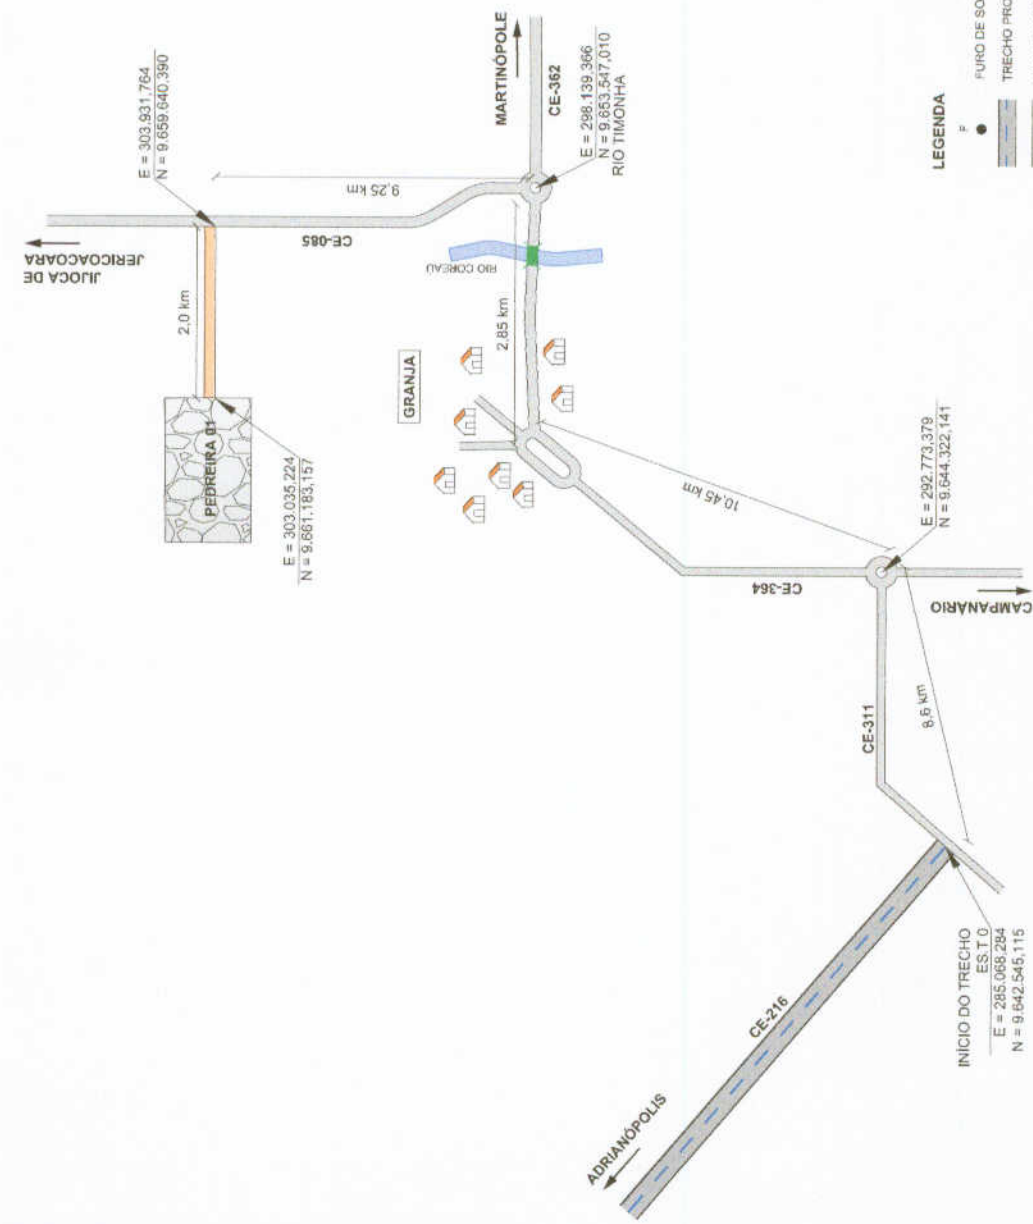 JIJOCA DE
JERICOACOARA
E = 303.931,764
N = 9.659.640,390
2,0 km
9,25 km
CE-085
PEDREIRA 01
E = 303.035,224
N = 9.661.183,157
MARTINÓPOLE
CE-362
E = 298.139,366
N = 9.653.547,010
RIO TIMONHA
RIO COREAÚ
2,85 km
GRANJA
10,45 km
CE-364
E = 292.773,379
N = 9.644.322,141
CAMPANÁRIO
CE-311
8,6 km
CE-216
ADRIANÓPOLIS
INÍCIO DO TRECHO
EST 0
E = 285.068,284
N = 9.642.545,115
LEGENDA
FURO DE
TRECHO